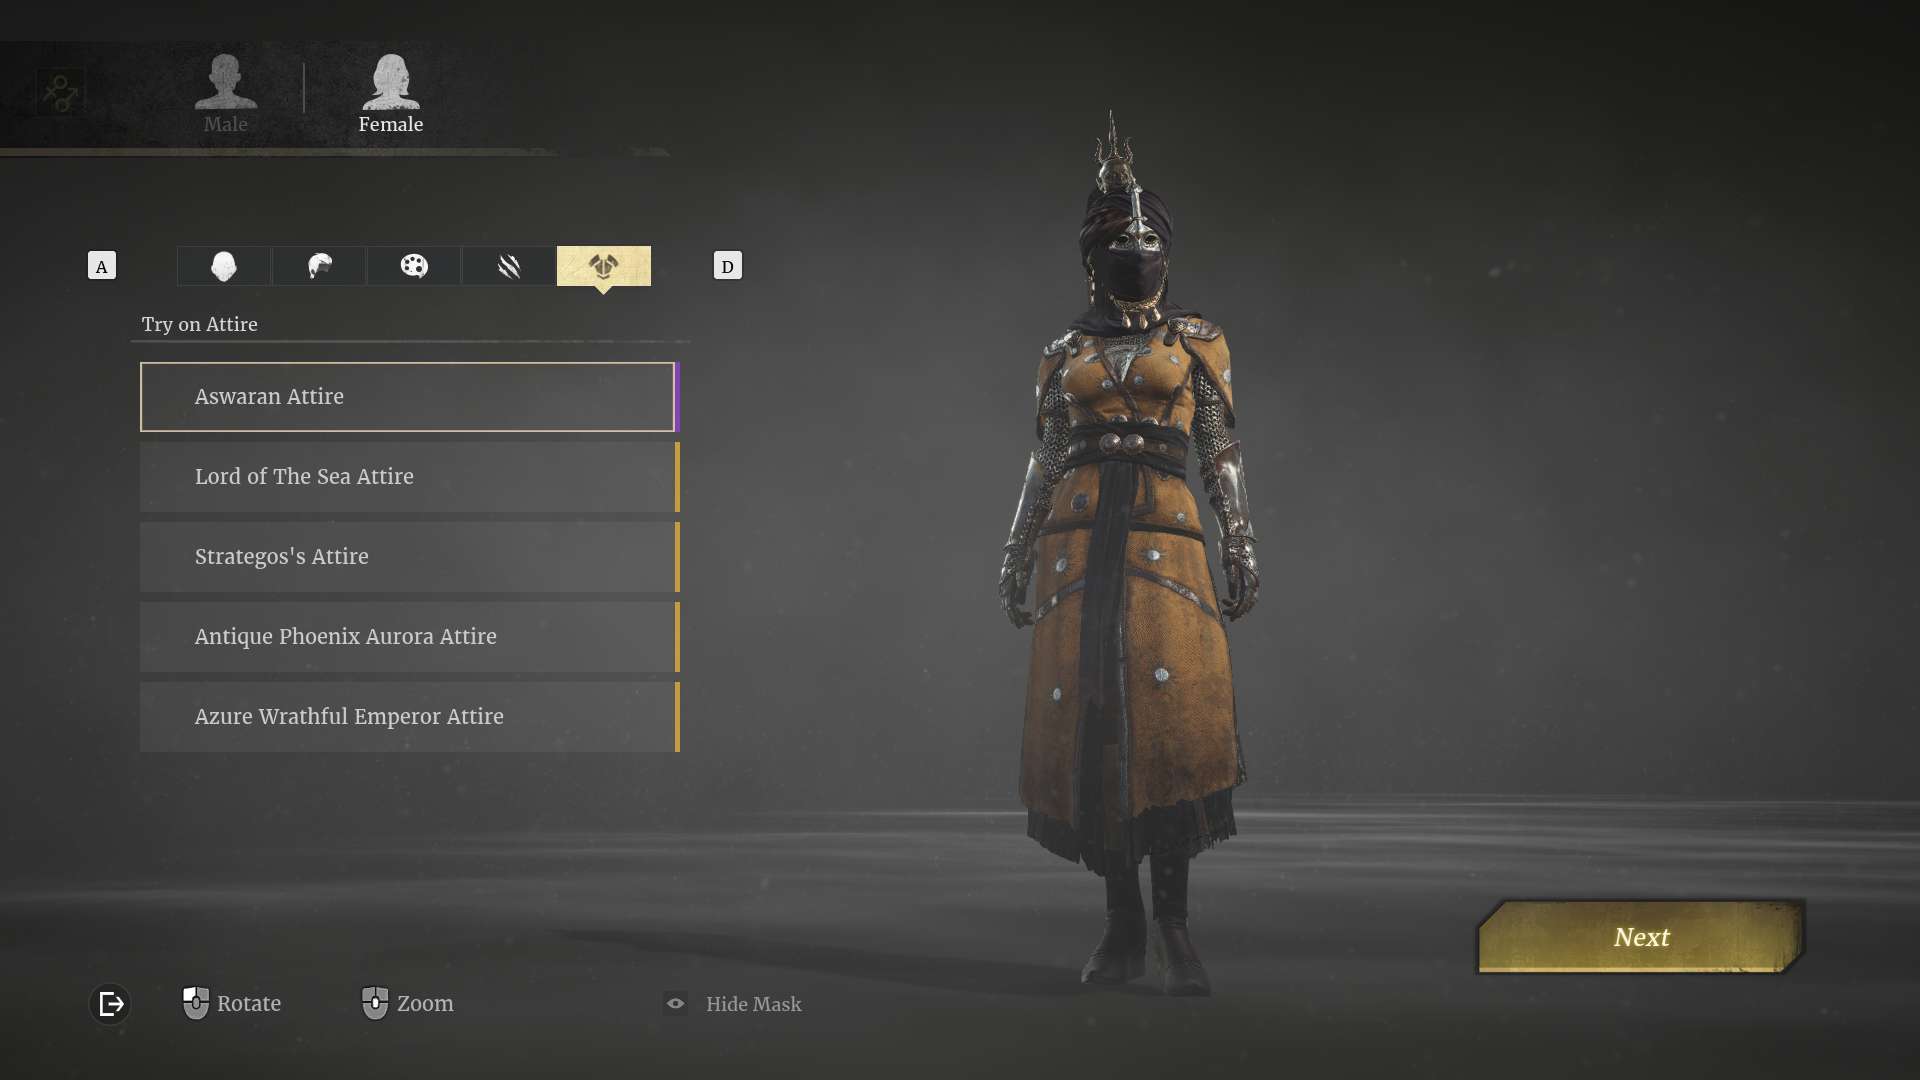 Male
Female
A
D
Try on Attire
Aswaran Attire
Lord of The Sea Attire
Strategos's Attire
Antique Phoenix Aurora Attire
Azure Wrathful Emperor Attire
Next
Rotate
Zoom
Hide Mask